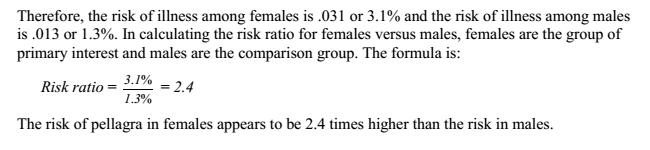 Therefore, the risk of illness among females is .031 or 3.1% and the risk of illness among males
is .013 or 1.3%. In calculating the risk ratio for females versus males, females are the group of
primary interest and males are the comparison group. The formula is:
Risk ratio = 3.1% / 1.3% = 2.4
The risk of pellagra in females appears to be 2.4 times higher than the risk in males.